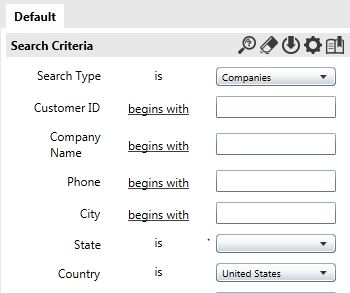 Default
Search Criteria
Search Type is Companies
Customer ID begins with
Company
Name begins with
Phone begins with
City begins with
State is
Country is United States